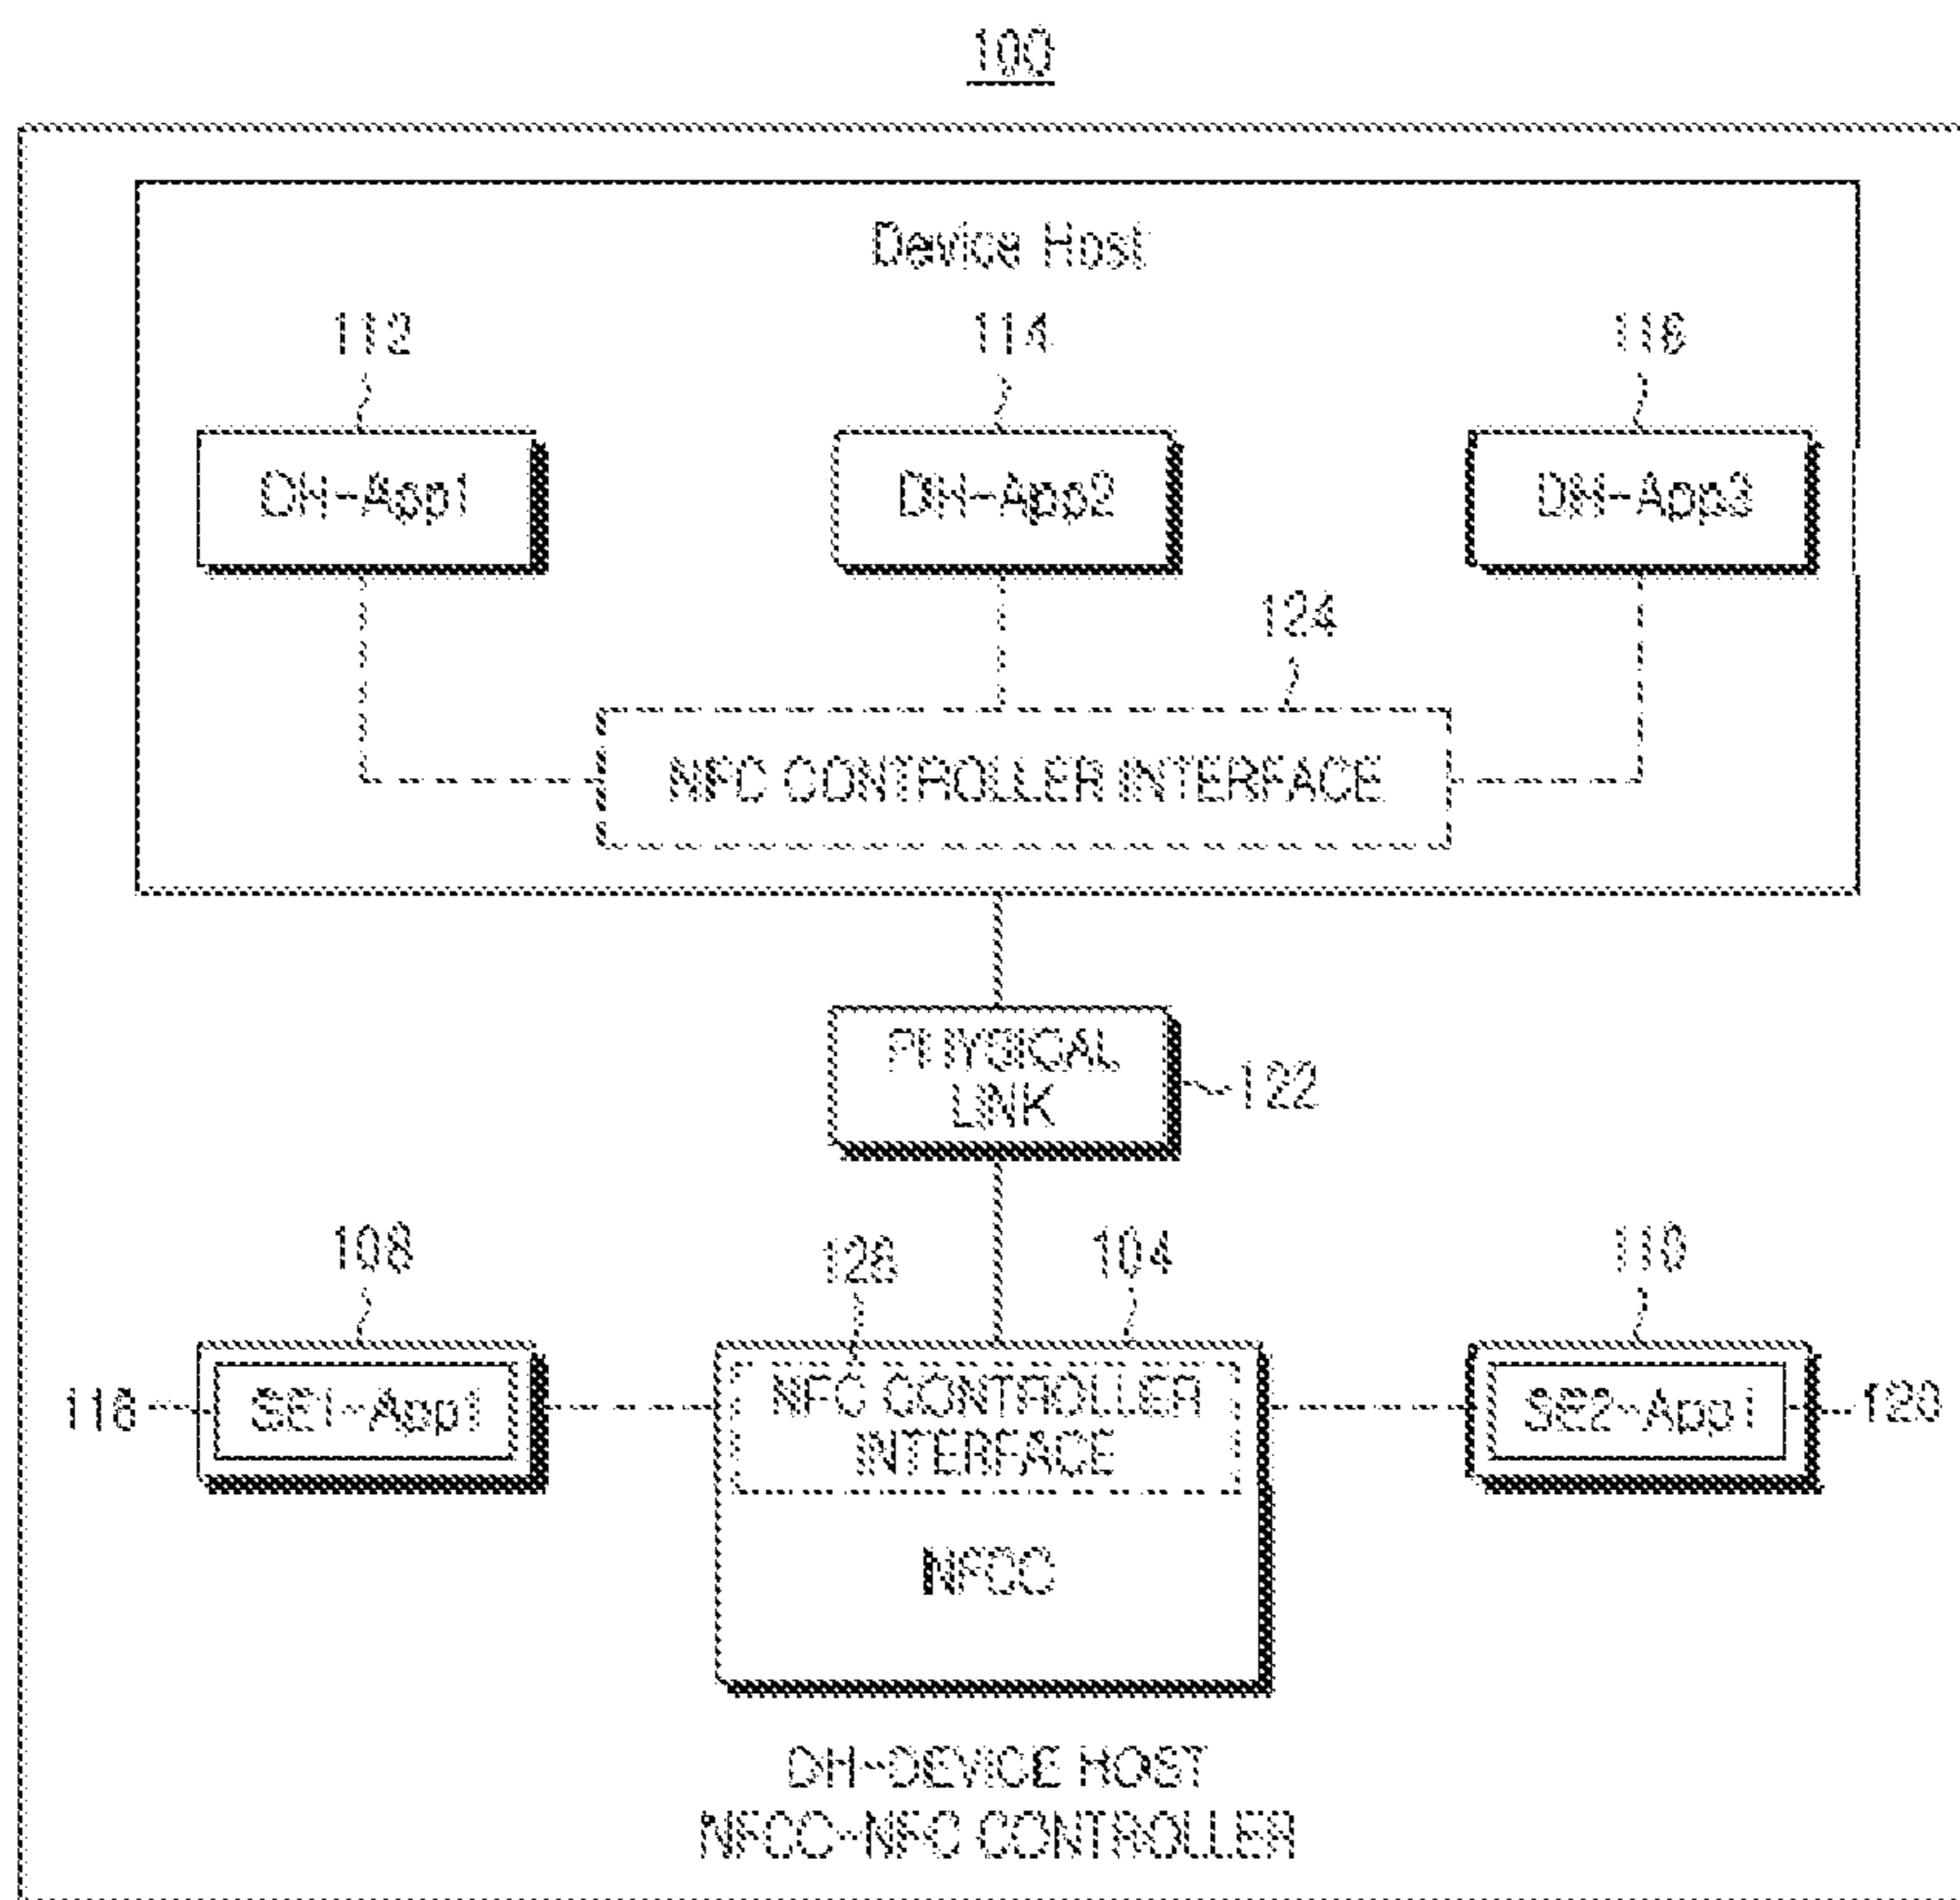 100
Device Host
112
114
116
DH-App1
DH-App2
DH-App3
124
NFC CONTROLLER INTERFACE
PHYSICAL
LINK
122
108
126
104
110
118
SE1-App1
NFC CONTROLLER
INTERFACE
SE2-App1
120
NFCC
DH-DEVICE HOST
NFCC-NFC CONTROLLER